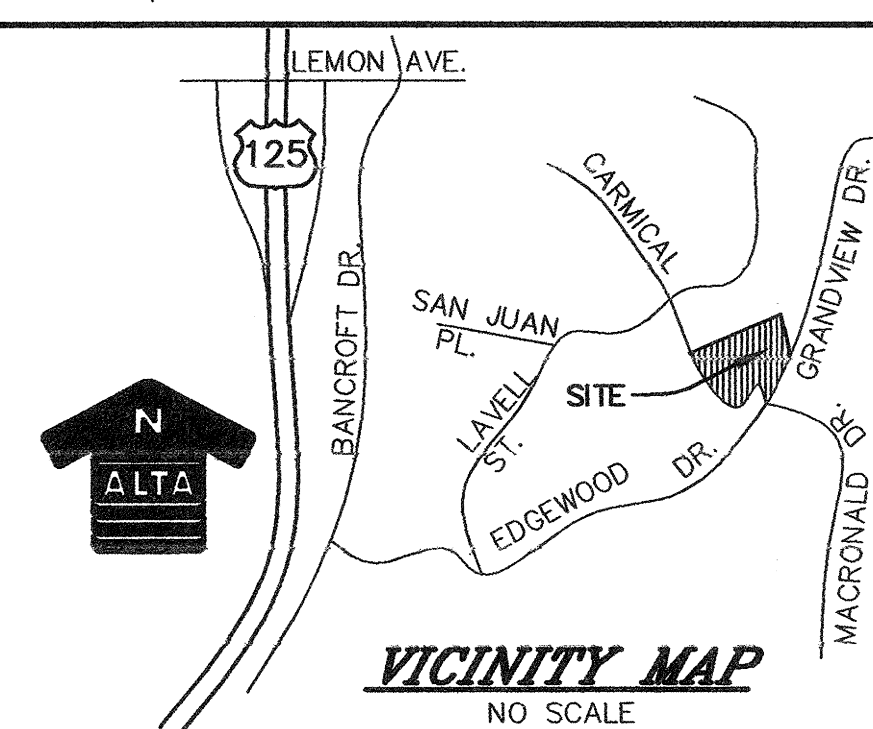 LEMON AVE.
125
CARMICAL
GRANDVIEW DR.
BANCROFT DR.
SAN JUAN
PL.
SITE
LAVELL
ST.
N
ALTA
EDGEWOOD DR.
MACRONALD DR.
VICINITY MAP
NO SCALE